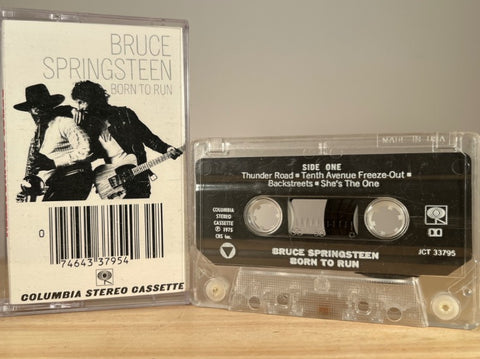 BRUCE
SPRINGSTEEN
BORN TO RUN
0
74643 37954
COLUMBIA STEREO CASSETTE
MADE IN USA
SIDE ONE
Thunder Road ▪ Tenth Avenue Freeze-Out ▪
Backstreets ▪ She's The One
COLUMBIA
STEREO
CASSETTE
℗ 1975
CBS Inc.
BRUCE SPRINGSTEEN
BORN TO RUN
JCT 33795